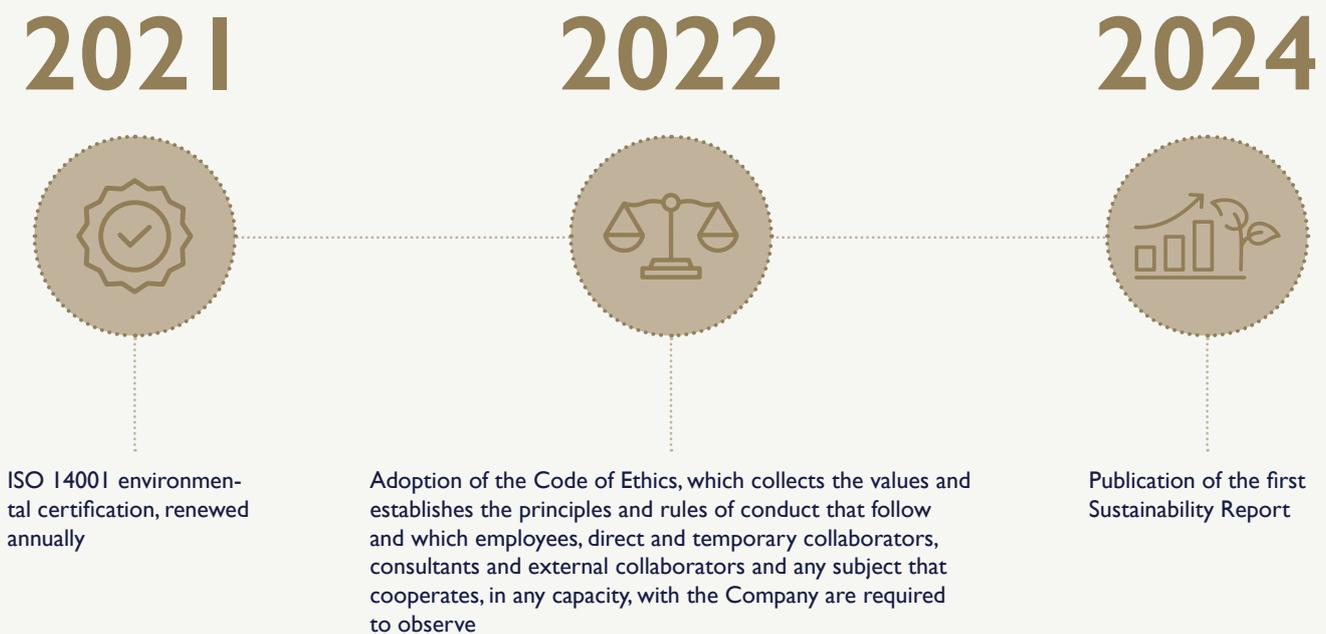 2021
2022
2024
ISO 14001 environmen-
tal certification, renewed
annually
Adoption of the Code of Ethics, which collects the values and
establishes the principles and rules of conduct that follow
and which employees, direct and temporary collaborators,
consultants and external collaborators and any subject that
cooperates, in any capacity, with the Company are required
to observe
Publication of the first
Sustainability Report